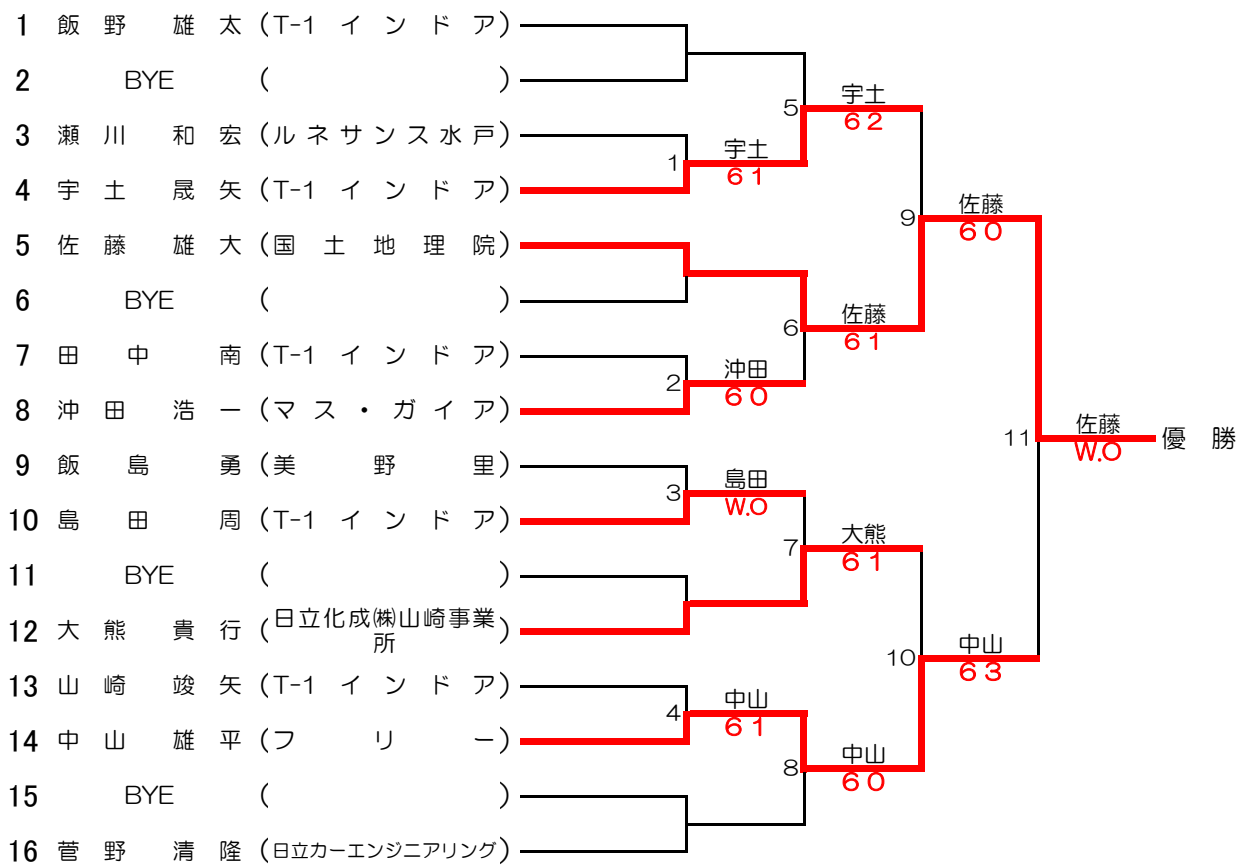 1 飯野 雄太 (T-1 インドア)
2 BYE ( )
5 宇土
62
3 瀬川 和宏 (ルネサンス水戸)
1 宇土
61
4 宇土 晟矢 (T-1 インドア)
9 佐藤
60
5 佐藤 雄大 (国土地理院)
6 BYE ( )
6 佐藤
61
7 田中 南 (T-1 インドア)
2 沖田
60
8 沖田 浩一 (マス・ガイア)
11 佐藤 優勝
W.O
9 飯島 勇 (美野里)
3 島田
W.O
10 島田 周 (T-1 インドア)
7 大熊
61
11 BYE ( )
12 大熊 貴行 (日立化成㈱山崎事業
所)
10 中山
63
13 山崎 竣矢 (T-1 インドア)
4 中山
61
14 中山 雄平 (フリー)
8 中山
60
15 BYE ( )
16 菅野 清隆 (日立カーエンジニアリング)